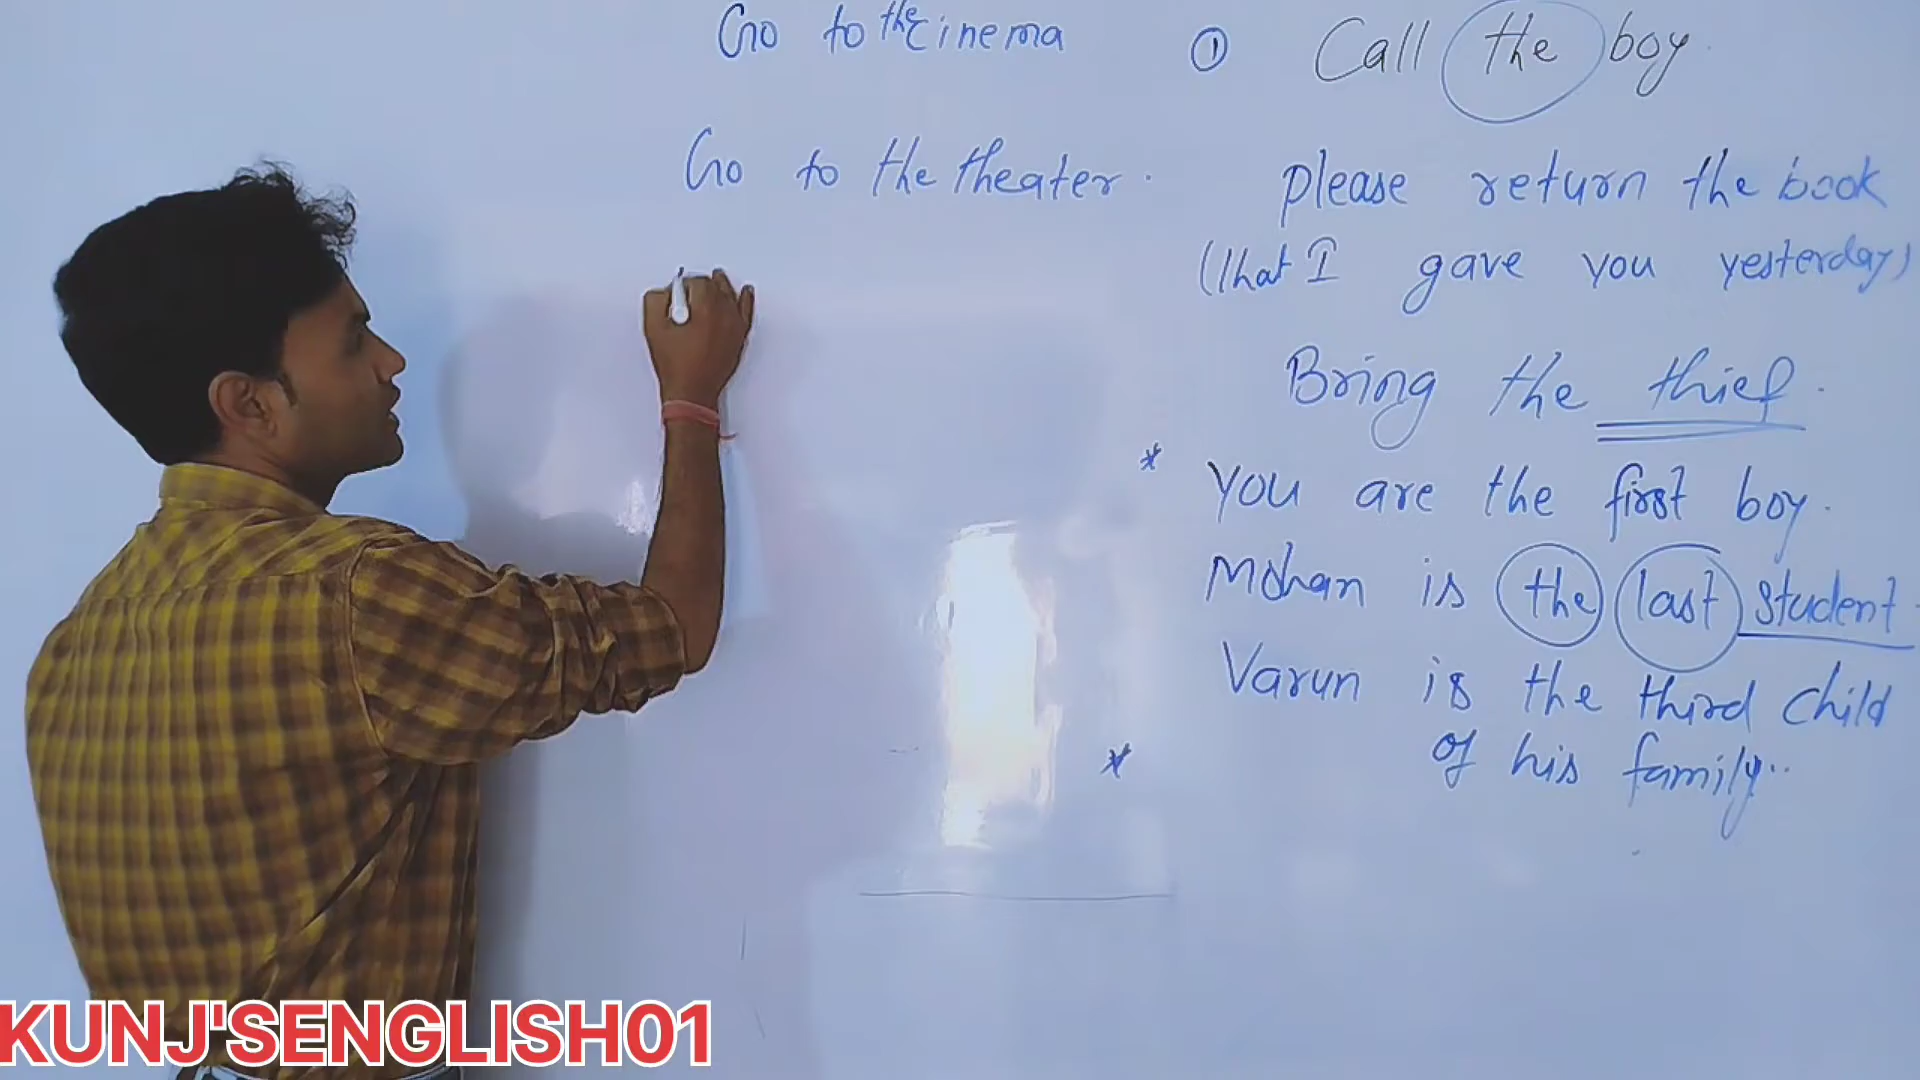 Go to the Cinema
Go to the theater.
① Call the boy.
please return the book
(that I gave you yesterday)
Bring the thief.
* You are the first boy.
Mohan is the last student.
Varun is the third child
of his family..
*
KUNJ'SENGLISH01